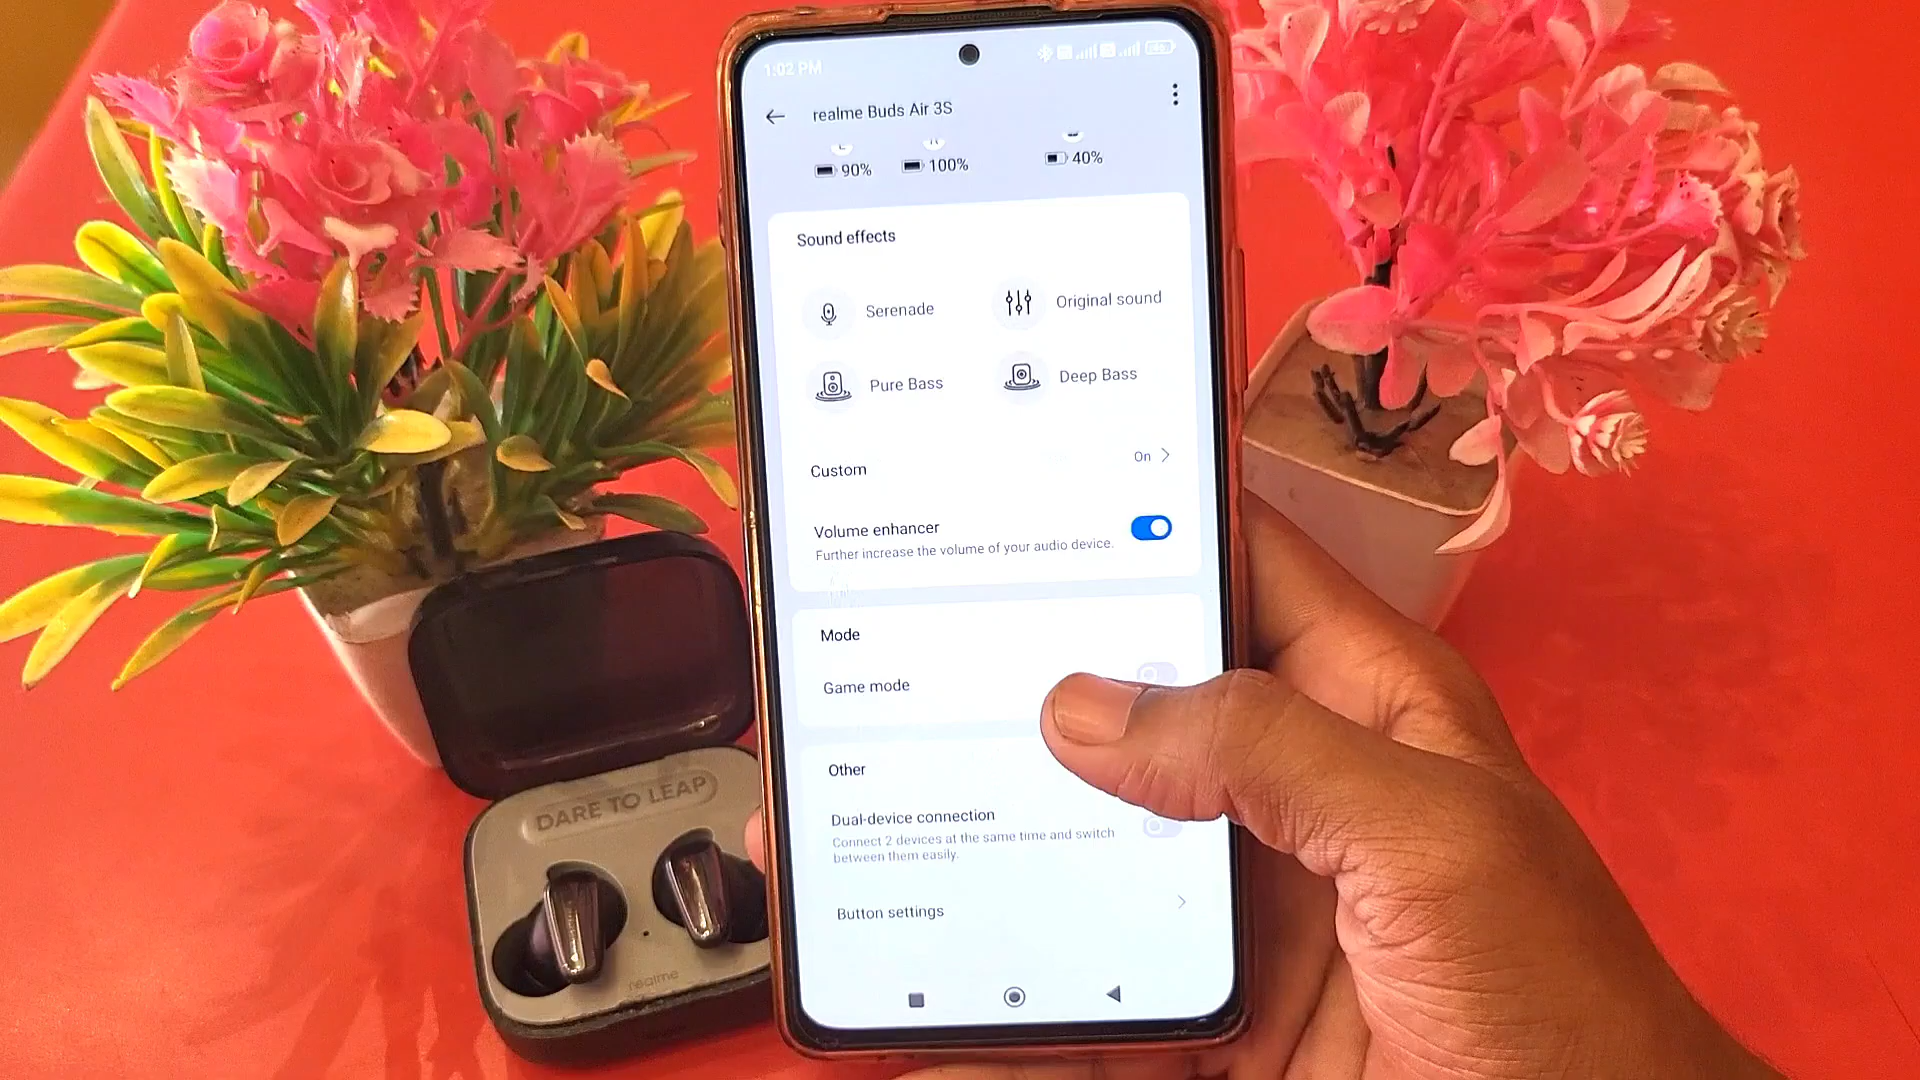 1:02 PM
realme Buds Air 3S
90% 100% 40%
Sound effects
Serenade Original sound
Pure Bass Deep Bass
Custom On
Volume enhancer
Further increase the volume of your audio device.
Mode
Game mode
Other
Dual-device connection
Connect 2 devices at the same time and switch
between them easily.
Button settings
DARE TO LEAP
realme